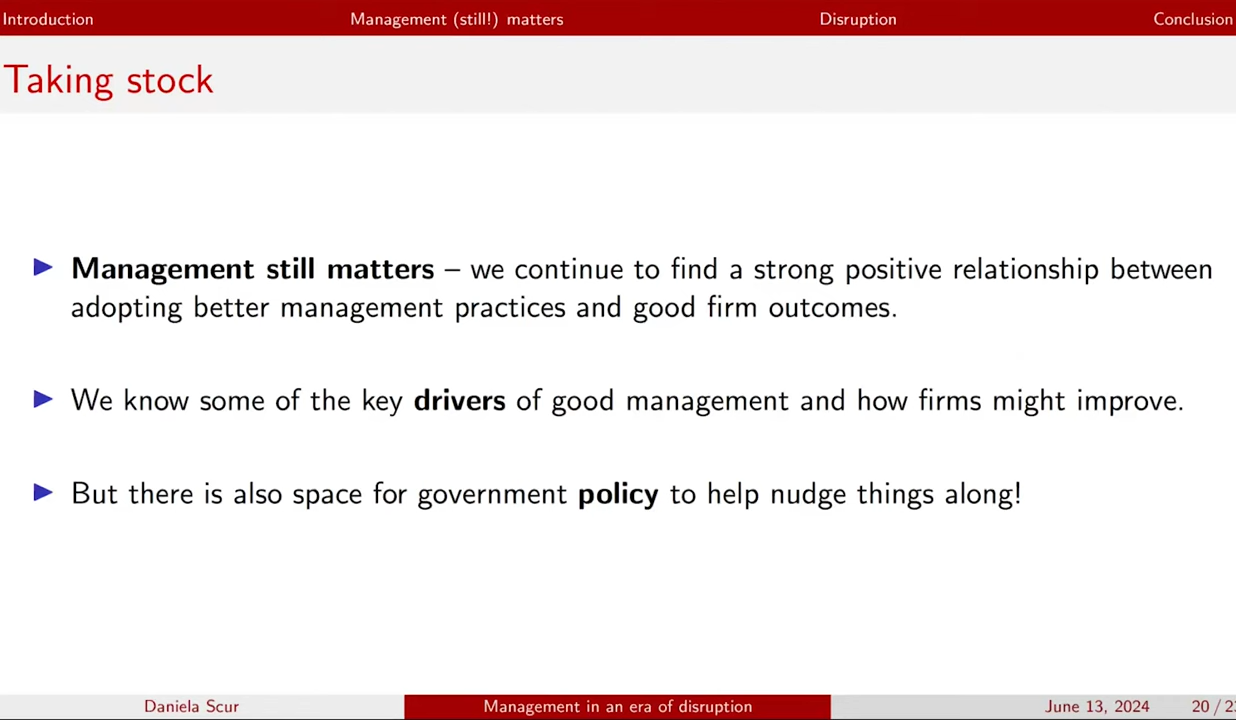 Introduction Management (still!) matters Disruption Conclusion
Taking stock
▶ Management still matters – we continue to find a strong positive relationship between
adopting better management practices and good firm outcomes.
▶ We know some of the key drivers of good management and how firms might improve.
▶ But there is also space for government policy to help nudge things along!
Daniela Scur Management in an era of disruption June 13, 2024 20 / 23